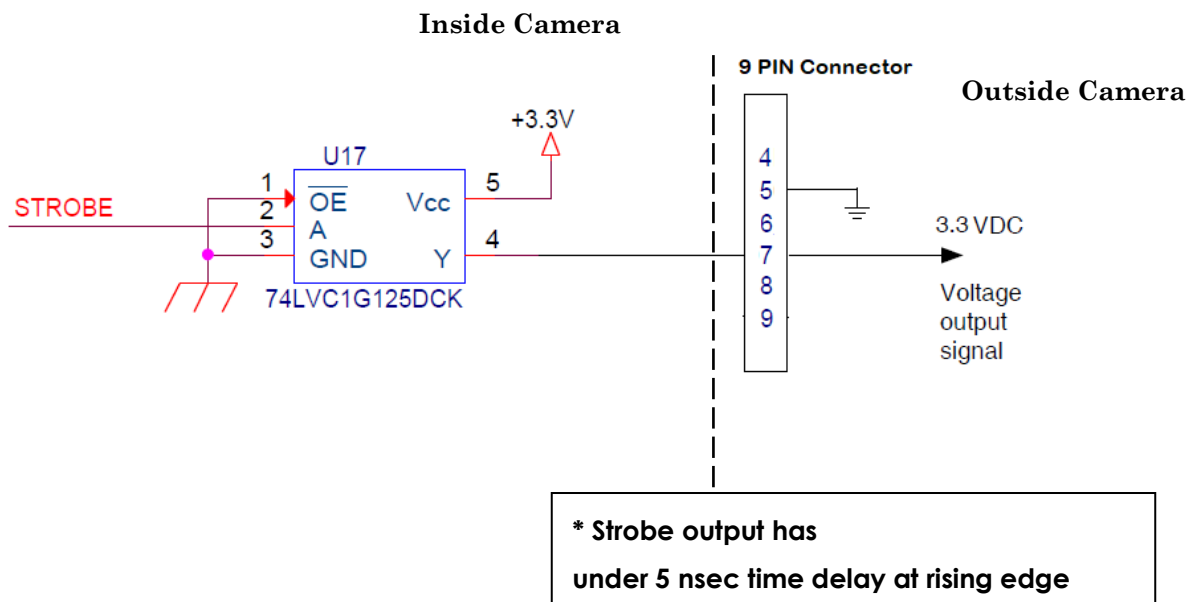 Inside Camera
9 PIN Connector
Outside Camera
+3.3V
U17
1
5
OE
Vcc
STROBE
2
A
3
GND
Y
4
74LVC1G125DCK
4
5
6
7
8
9
3.3 VDC
Voltage
output
signal
* Strobe output has
under 5 nsec time delay at rising edge